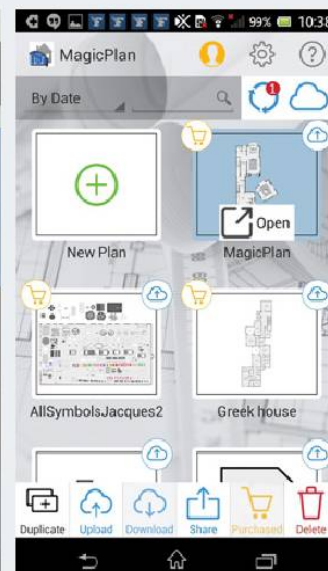 99% 10:38
MagicPlan
By Date
1
Open
New Plan
MagicPlan
AllSymbolsJacques2
Greek house
Duplicate Upload Download Share Purchased Delete